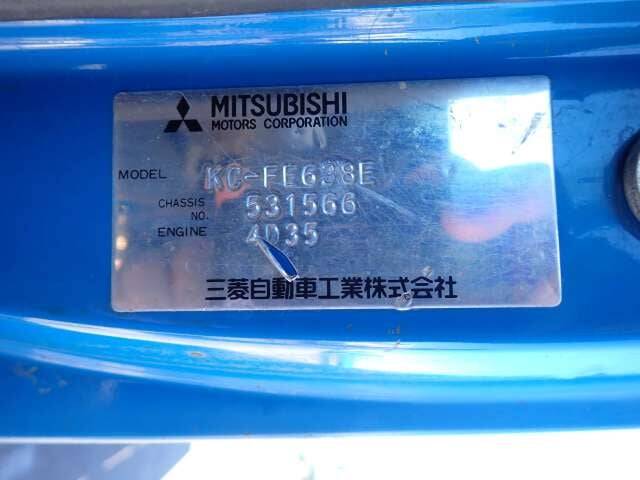 MITSUBISHI
MOTORS CORPORATION
MODEL KC-FE638E
CHASSIS NO. 531566
ENGINE 4D35
三菱自動車工業株式会社